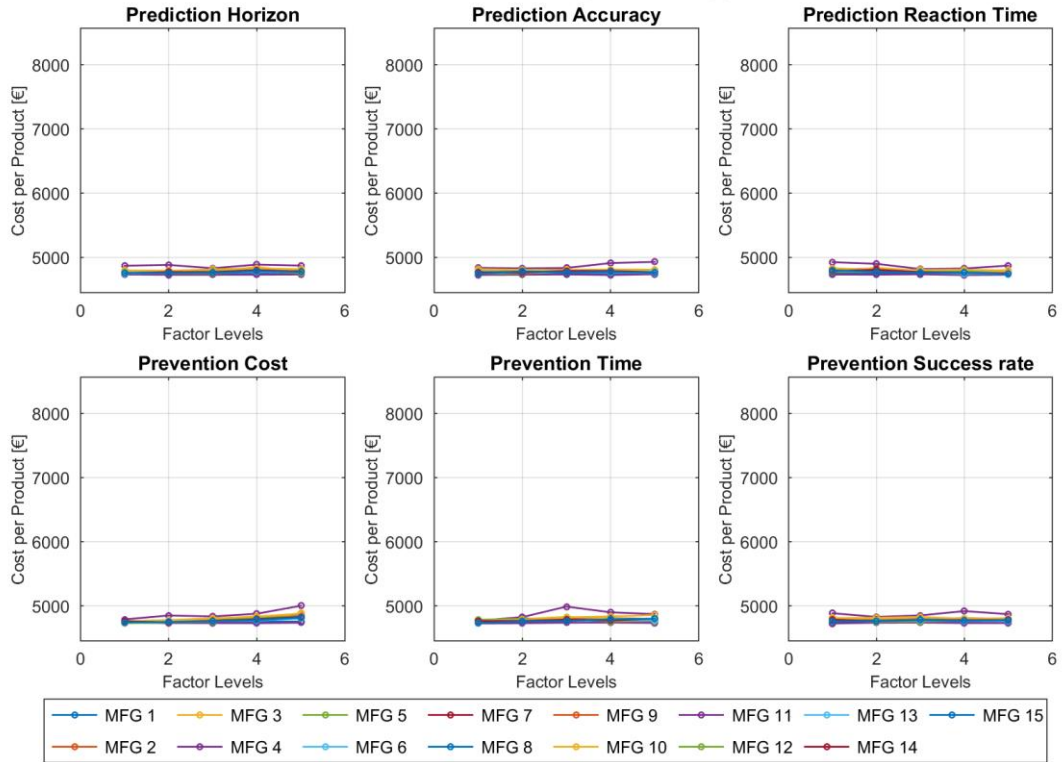 Prediction Horizon
Cost per Product [€]
8000
7000
6000
5000
0 2 4 6
Factor Levels
Prediction Accuracy
Cost per Product [€]
8000
7000
6000
5000
0 2 4 6
Factor Levels
Prediction Reaction Time
Cost per Product [€]
8000
7000
6000
5000
0 2 4 6
Factor Levels
Prevention Cost
Cost per Product [€]
8000
7000
6000
5000
0 2 4 6
Factor Levels
Prevention Time
Cost per Product [€]
8000
7000
6000
5000
0 2 4 6
Factor Levels
Prevention Success rate
Cost per Product [€]
8000
7000
6000
5000
0 2 4 6
Factor Levels
MFG 1 MFG 3 MFG 5 MFG 7 MFG 9 MFG 11 MFG 13 MFG 15
MFG 2 MFG 4 MFG 6 MFG 8 MFG 10 MFG 12 MFG 14